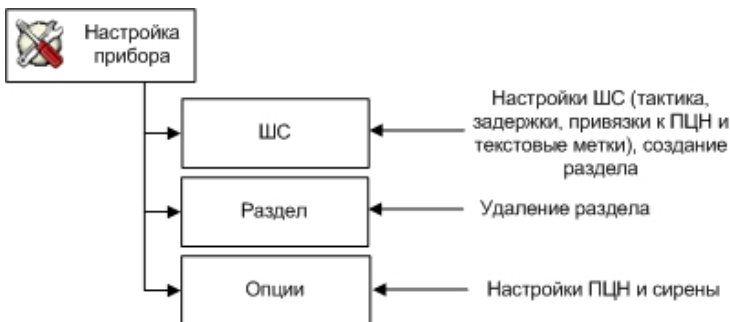 Настройка
прибора
ШС
Настройки ШС (тактика,
задержки, привязки к ПЦН и
текстовые метки), создание
раздела
Раздел
Удаление раздела
Опции
Настройки ПЦН и сирены